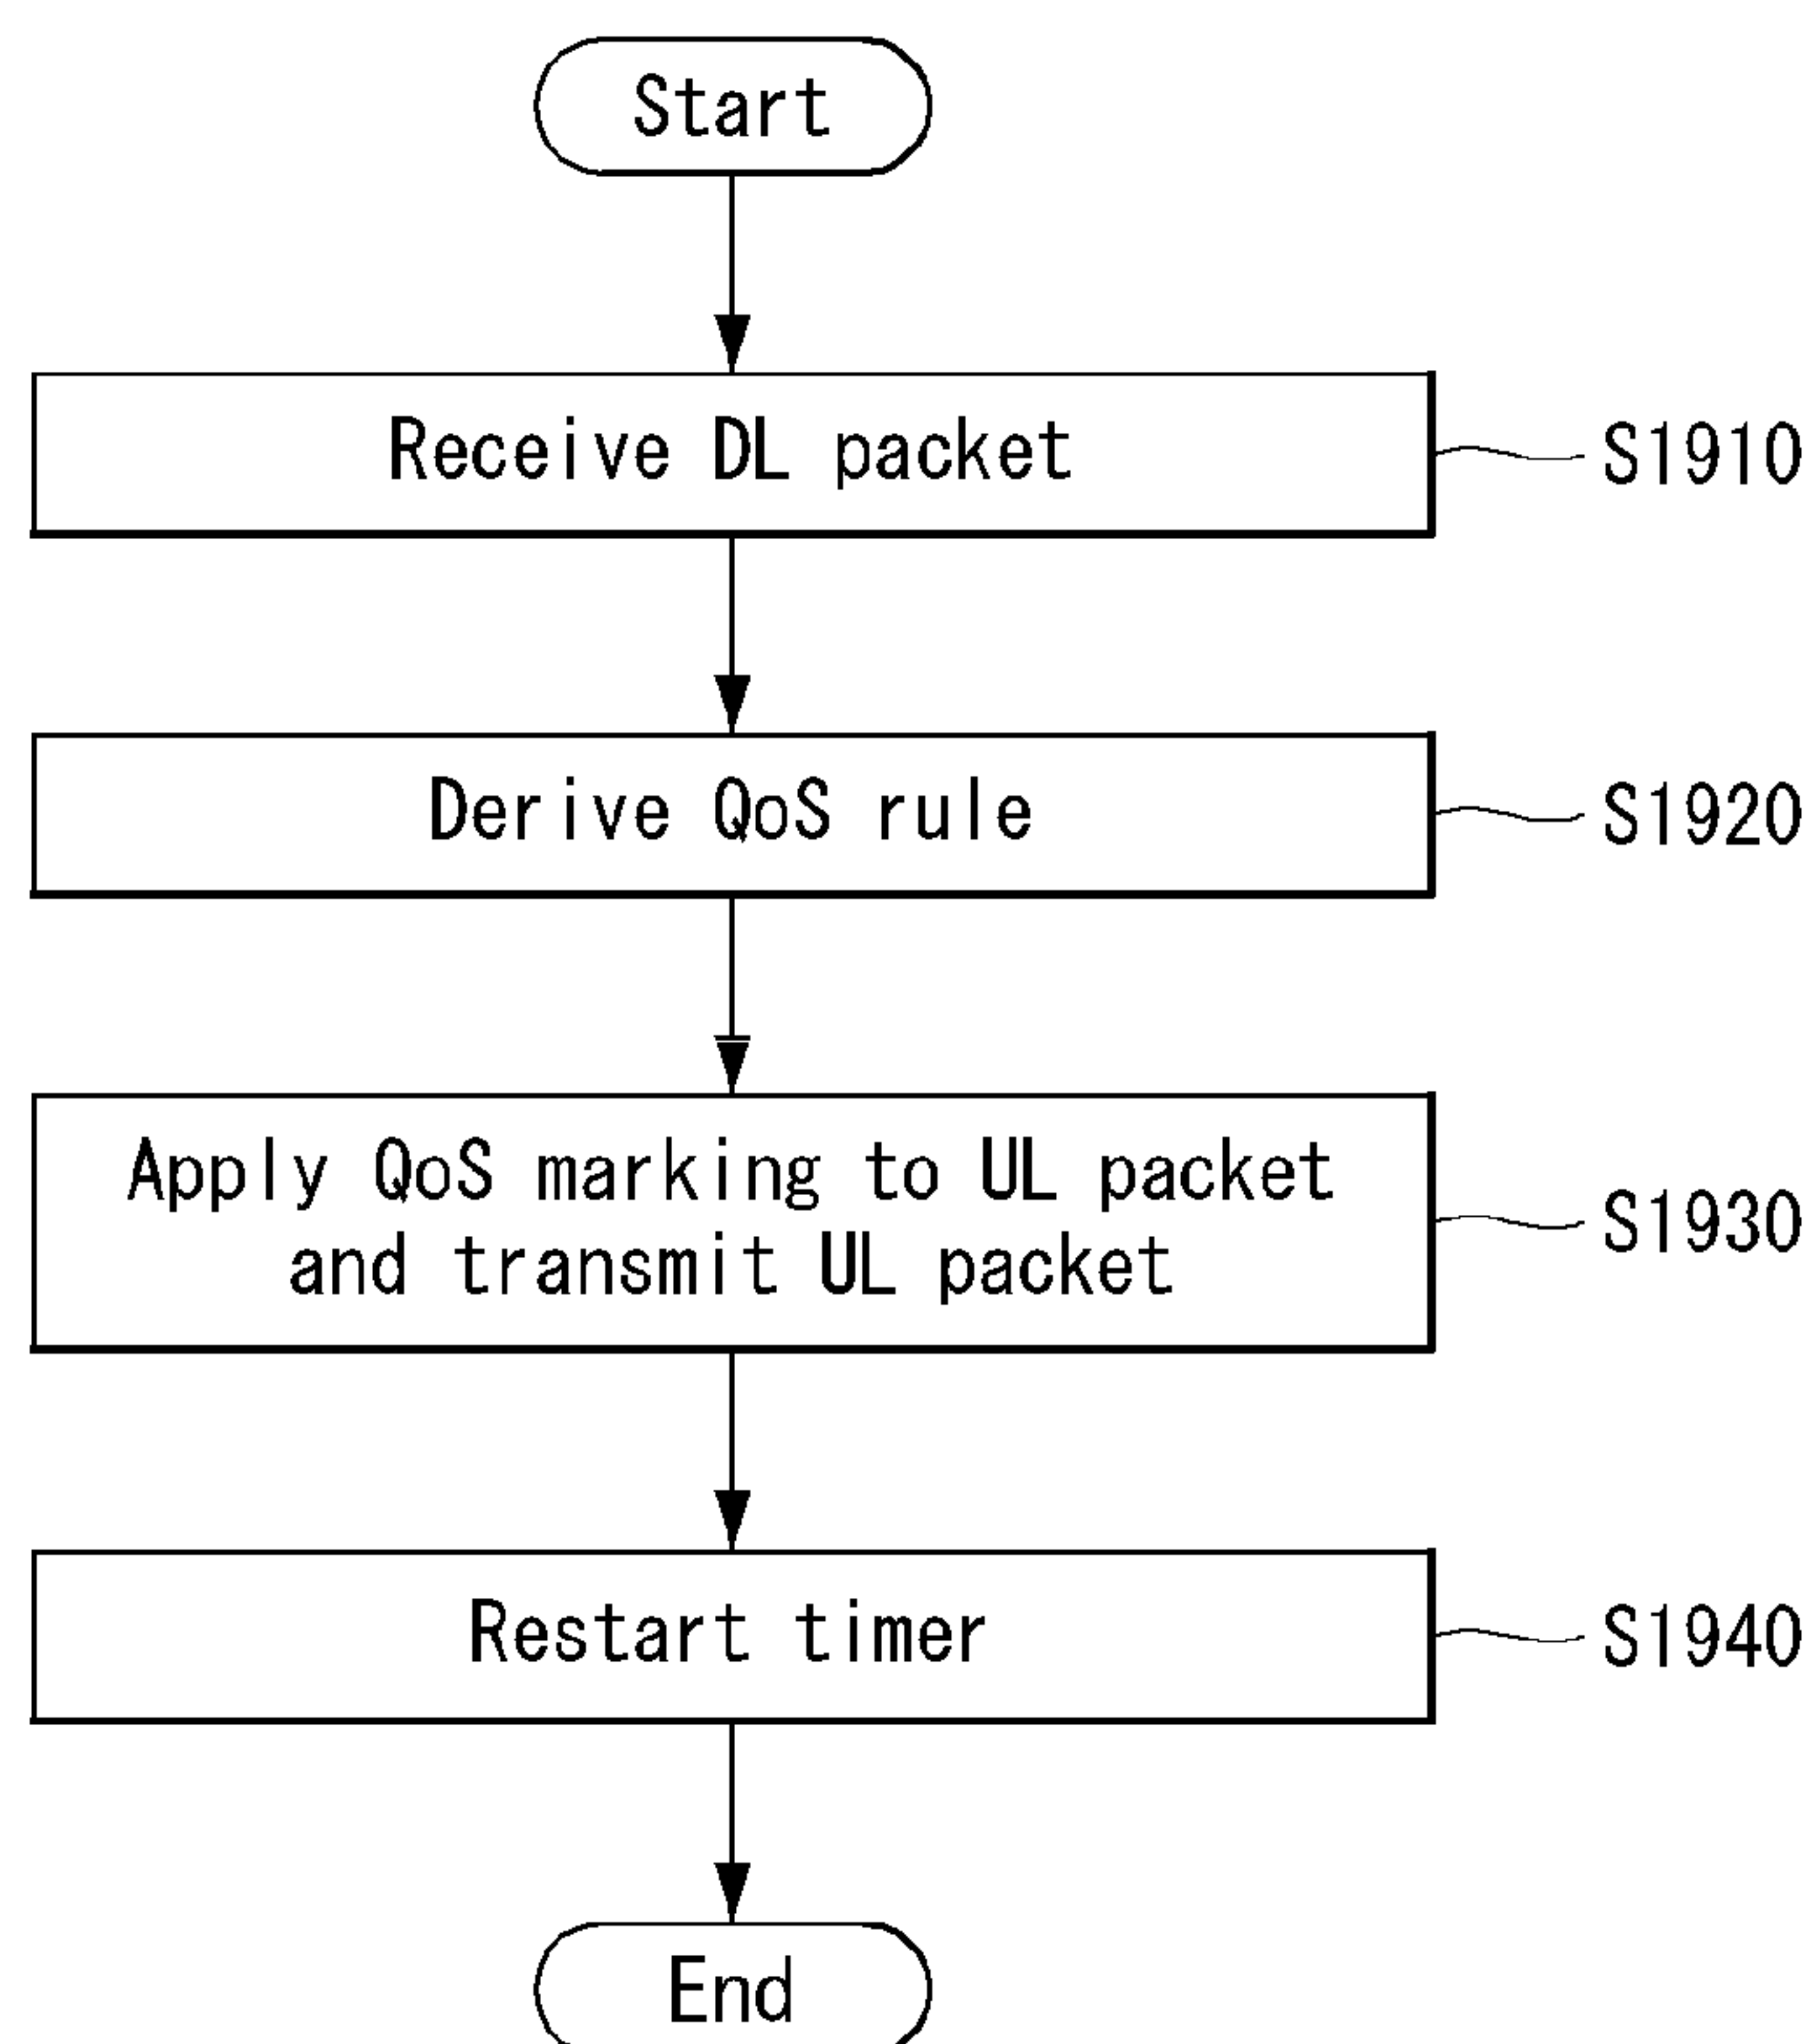 Start
Receive DL packet
S1910
Derive QoS rule
S1920
Apply QoS marking to UL packet
and transmit UL packet
S1930
Restart timer
S1940
End